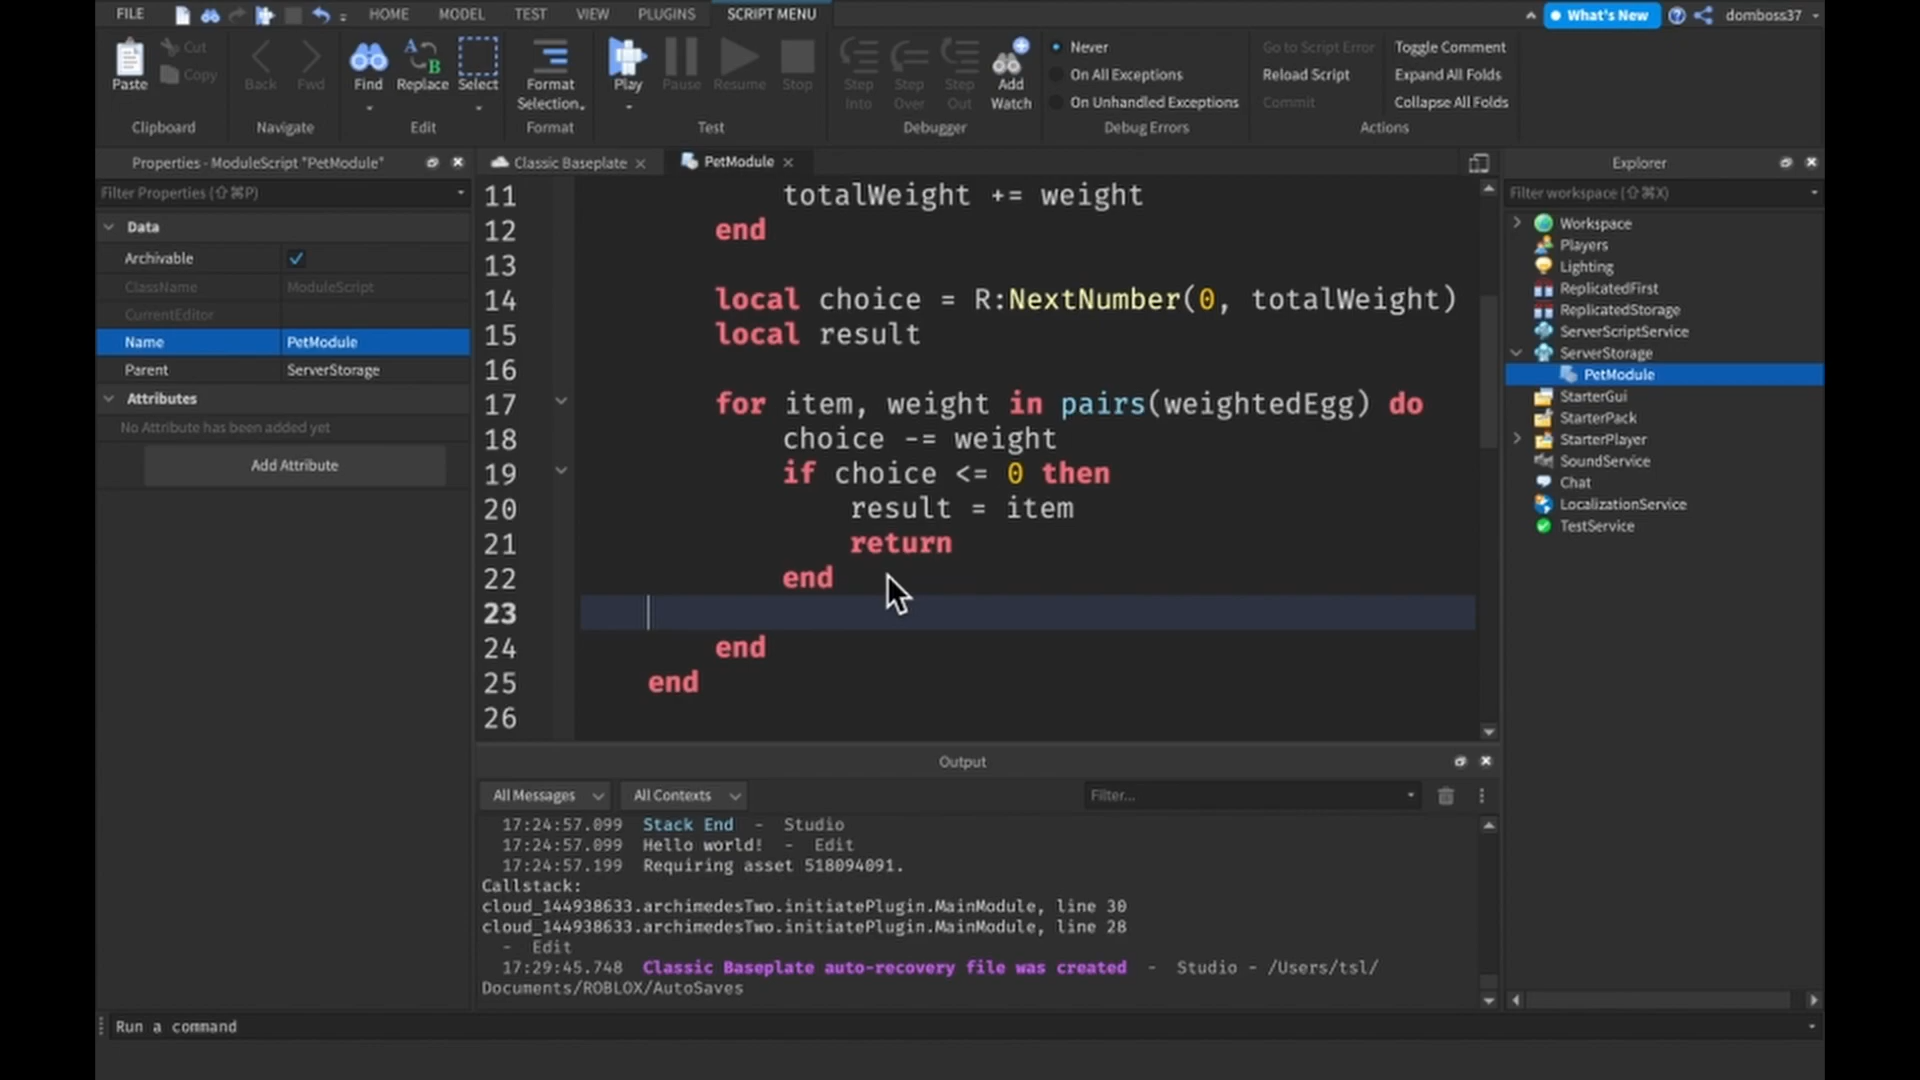 FILE HOME MODEL TEST VIEW PLUGINS SCRIPT MENU What's New domboss37
Paste Cut Copy Back Fwd Find Replace Select Format Selection Play Pause Resume Stop Step Into Step Over Step Out Add Watch
Never
On All Exceptions
On Unhandled Exceptions
Go to Script Error
Reload Script
Commit
Toggle Comment
Expand All Folds
Collapse All Folds
Clipboard Navigate Edit Format Test Debugger Debug Errors Actions
Properties - ModuleScript "PetModule"
Filter Properties (⇧⌘P)
Data
Archivable
ClassName ModuleScript
CurrentEditor
Name PetModule
Parent ServerStorage
Attributes
No Attribute has been added yet
Add Attribute
Classic Baseplate PetModule
11 totalWeight += weight
12 end
13
14 local choice = R:NextNumber(0, totalWeight)
15 local result
16
17 for item, weight in pairs(weightedEgg) do
18 choice -= weight
19 if choice <= 0 then
20 result = item
21 return
22 end
23
24 end
25 end
26
Output
All Messages All Contexts Filter...
17:24:57.099 Stack End - Studio
17:24:57.099 Hello world! - Edit
17:24:57.199 Requiring asset 518094091.
Callstack:
cloud_144938633.archimedesTwo.initiatePlugin.MainModule, line 30
cloud_144938633.archimedesTwo.initiatePlugin.MainModule, line 28
- Edit
17:29:45.748 Classic Baseplate auto-recovery file was created - Studio - /Users/tsl/
Documents/ROBLOX/AutoSaves
Explorer
Filter workspace (⇧⌘X)
Workspace
Players
Lighting
ReplicatedFirst
ReplicatedStorage
ServerScriptService
ServerStorage
PetModule
StarterGui
StarterPack
StarterPlayer
SoundService
Chat
LocalizationService
TestService
Run a command